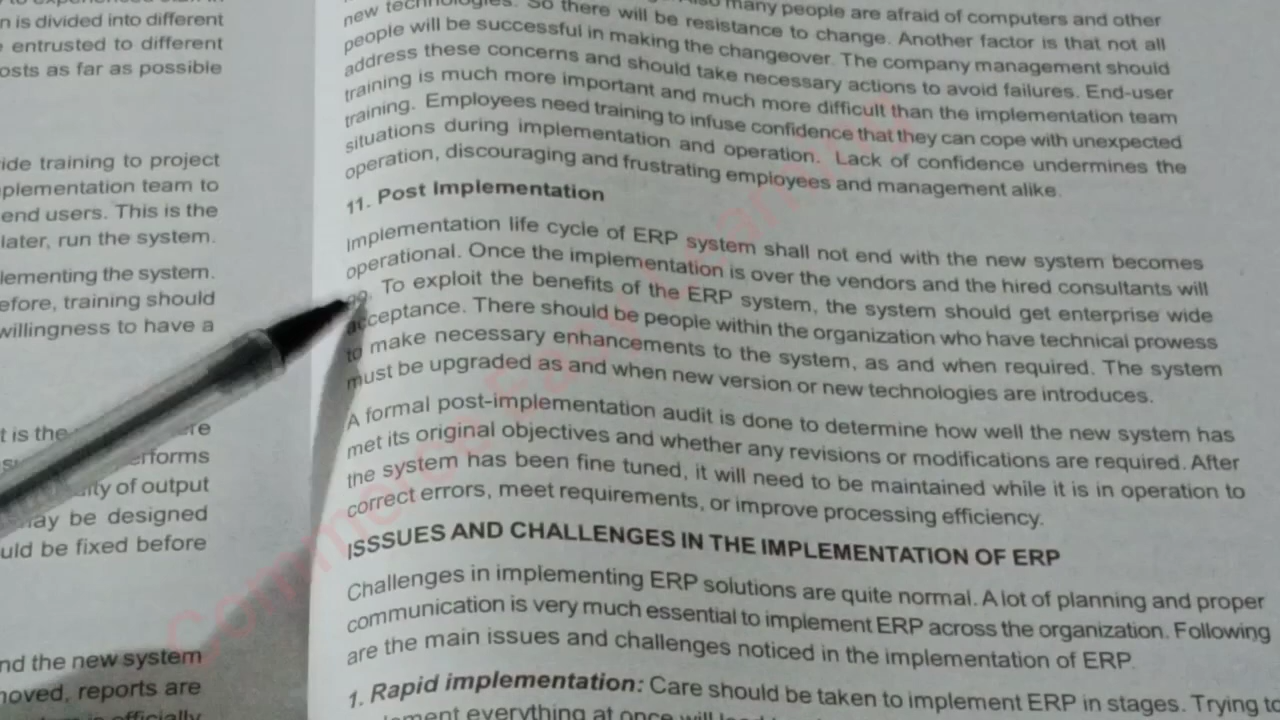 n is divided into different
entrusted to different
osts as far as possible
ide training to project
plementation team to
end users. This is the
later, run the system.
lementing the system.
efore, training should
willingness to have a
t is the
erforms
ity of output
may be designed
uld be fixed before
nd the new system
moved, reports are
many people are afraid of computers and other
new technologies. So there will be resistance to change. Another factor is that not all
people will be successful in making the changeover. The company management should
address these concerns and should take necessary actions to avoid failures. End-user
training is much more important and much more difficult than the implementation team
training. Employees need training to infuse confidence that they can cope with unexpected
situations during implementation and operation. Lack of confidence undermines the
operation, discouraging and frustrating employees and management alike.
11. Post Implementation
Implementation life cycle of ERP system shall not end with the new system becomes
operational. Once the implementation is over the vendors and the hired consultants will
To exploit the benefits of the ERP system, the system should get enterprise wide
acceptance. There should be people within the organization who have technical prowess
to make necessary enhancements to the system, as and when required. The system
must be upgraded as and when new version or new technologies are introduces.
A formal post-implementation audit is done to determine how well the new system has
met its original objectives and whether any revisions or modifications are required. After
the system has been fine tuned, it will need to be maintained while it is in operation to
correct errors, meet requirements, or improve processing efficiency.
ISSSUES AND CHALLENGES IN THE IMPLEMENTATION OF ERP
Challenges in implementing ERP solutions are quite normal. A lot of planning and proper
communication is very much essential to implement ERP across the organization. Following
are the main issues and challenges noticed in the implementation of ERP.
1. Rapid implementation: Care should be taken to implement ERP in stages. Trying to
everything at once will
Commerce Easy Learning